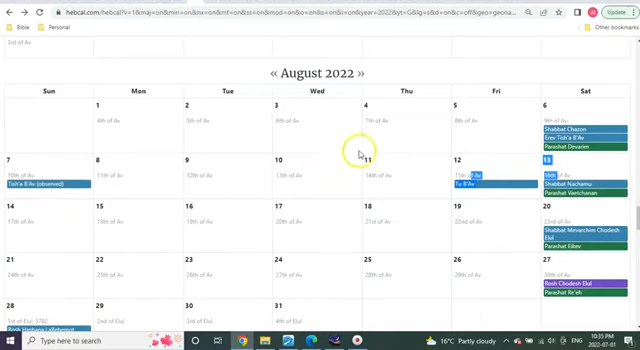 hebcal.com/hebcal?v=1&maj=on&min=on&nx=on&mf=on&ss=on&mod=on&o=on&s=on&i=on&year=2022&yt=G&lg=s&d=on&c=off&geo=geona...
Update
Bible Personal Other bookmarks
3rd of Av
« August 2022 »
Sun Mon Tue Wed Thu Fri Sat
1 2 3 4 5 6
4th of Av 5th of Av 6th of Av 7th of Av 8th of Av 9th of Av
Shabbat Chazon
Erev Tish'a B'Av
Parashat Devarim
7 8 9 10 11 12 13
10th of Av 11th of Av 12th of Av 13th of Av 14th of Av 15th of Av 16th
Tish'a B'Av (observed) Tu B'Av Shabbat Nachamu
Parashat Vaetchanan
14 15 16 17 18 19 20
17th of Av 18th of Av 19th of Av 20th of Av 21st of Av 22nd of Av 23rd of Av
Shabbat Mevarchim Chodesh
Elul
Parashat Eikev
21 22 23 24 25 26 27
24th of Av 25th of Av 26th of Av 27th of Av 28th of Av 29th of Av 30th of Av
Rosh Chodesh Elul
Parashat Re'eh
28 29 30 31
1st of Elul, 5782 2nd of Elul 3rd of Elul 4th of Elul
Rosh Hashana LaBehemot
Type here to search
16°C Partly cloudy
ENG
10:35 PM
2022-07-01